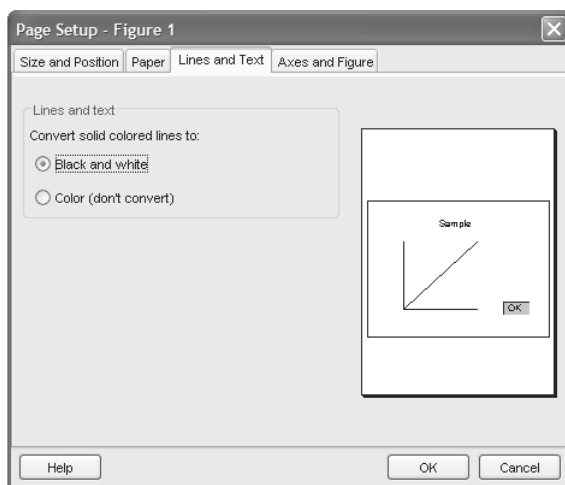 Page Setup - Figure 1
Size and Position Paper Lines and Text Axes and Figure
Lines and text
Convert solid colored lines to:
Black and white
Color (don't convert)
Sample
OK
Help OK Cancel